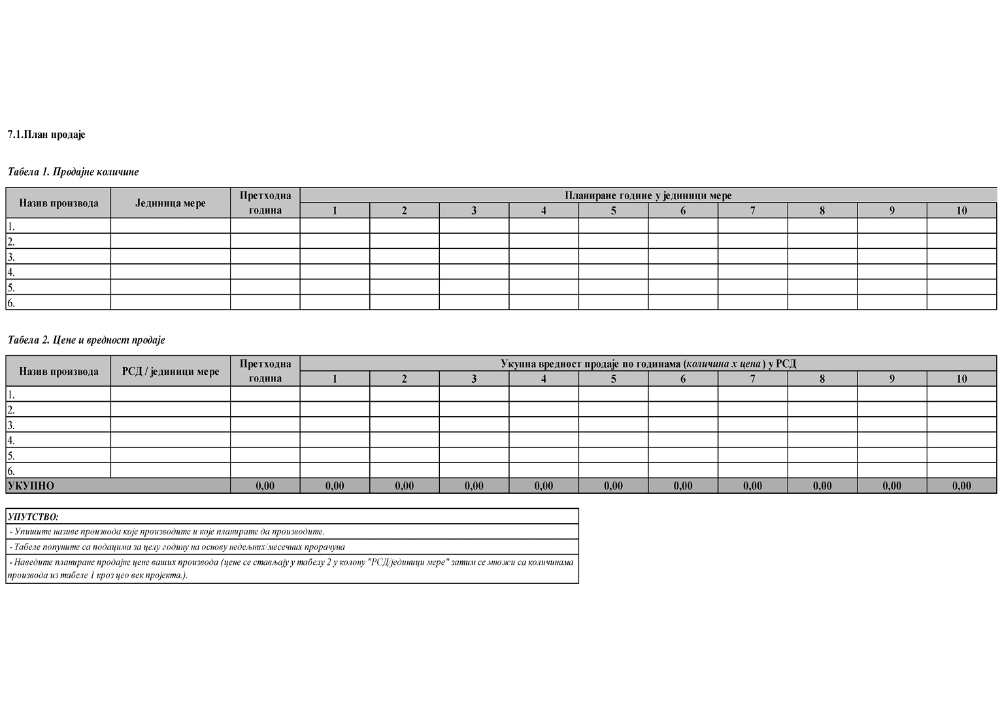 7.1.План продаје
Табела 1. Продајне количине
Назив производа Јединица мере Претходна година Планиране године у јединици мере
1 2 3 4 5 6 7 8 9 10
1.
2.
3.
4.
5.
6.
Табела 2. Цене и вредност продаје
Назив производа РСД / јединици мере Претходна година Укупна вредност продаје по годинама (количина x цена ) у РСД
1 2 3 4 5 6 7 8 9 10
1.
2.
3.
4.
5.
6.
УКУПНО 0,00 0,00 0,00 0,00 0,00 0,00 0,00 0,00 0,00 0,00 0,00
УПУТСТВО:
- Упишите називе производа које производите и које планирате да производите.
- Табеле попуните са подацима за целу годину на основу недељних/месечних прорачуна
- Наведите планиране продајне цене ваших производа (цене се стављају у табелу 2 у колону "РСД/јединици мере" затим се множи са количинама
производа из табеле 1 кроз цео век пројекта.).